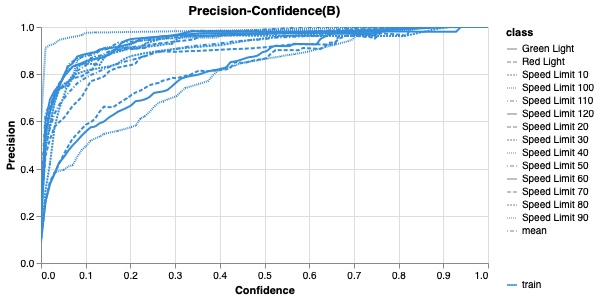 Precision-Confidence(B)
1.0
0.8
0.6
0.4
0.2
0.0
Precision
0.0 0.1 0.2 0.3 0.4 0.5 0.6 0.7 0.8 0.9 1.0
Confidence
class
Green Light
Red Light
Speed Limit 10
Speed Limit 100
Speed Limit 110
Speed Limit 120
Speed Limit 20
Speed Limit 30
Speed Limit 40
Speed Limit 50
Speed Limit 60
Speed Limit 70
Speed Limit 80
Speed Limit 90
mean
train